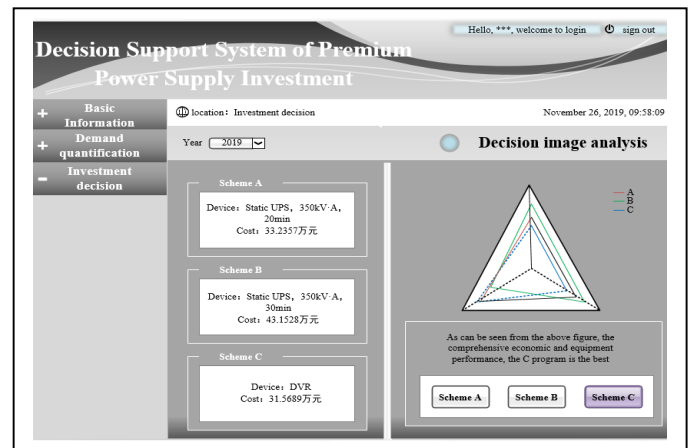 Hello, ***, welcome to login
sign out
Decision Support System of Premium
Power Supply Investment
+ Basic
Information
+ Demand
quantification
- Investment
decision
location：Investment decision
November 26, 2019, 09:58:09
Year 2019
Decision image analysis
Scheme A
Device：Static UPS，350kV·A，
20min
Cost：33.2357万元
Scheme B
Device：Static UPS，350kV·A，
30min
Cost：43.1528万元
Scheme C
Device：DVR
Cost：31.5689万元
A
B
C
As can be seen from the above figure, the
comprehensive economic and equipment
performance, the C program is the best
Scheme A
Scheme B
Scheme C